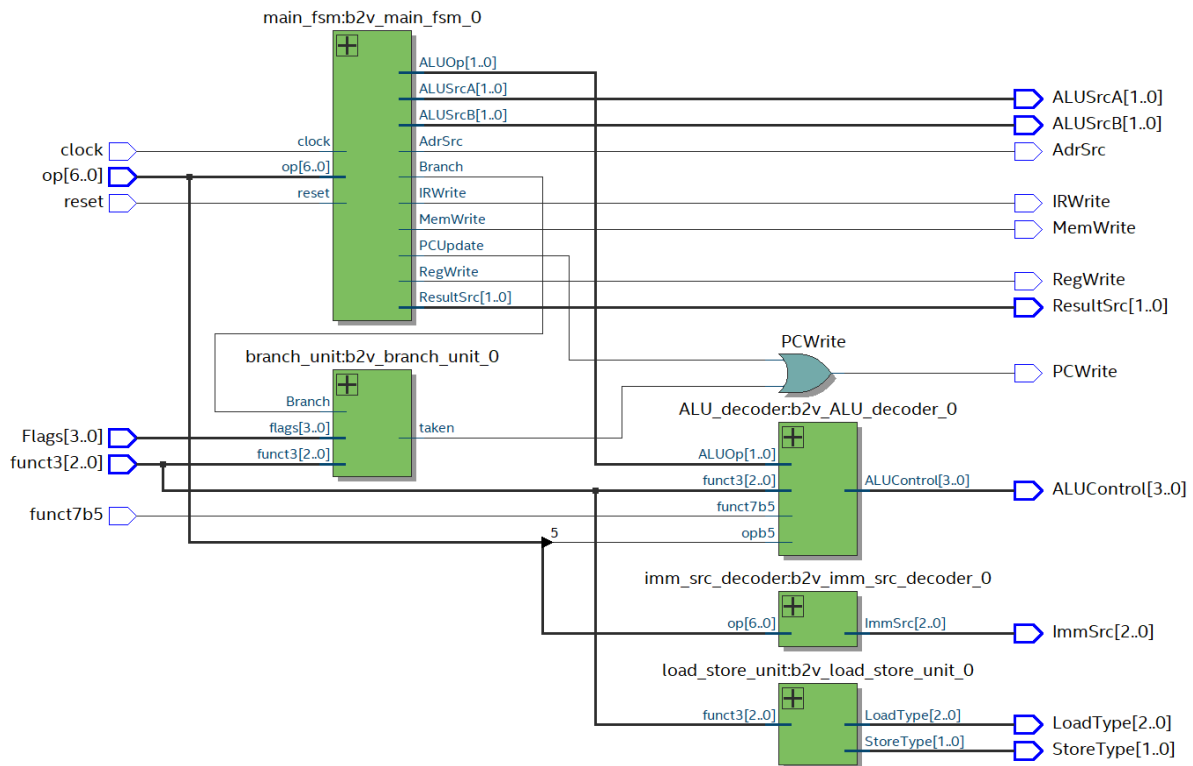 main_fsm:b2v_main_fsm_0
ALUOp[1..0]
ALUSrcA[1..0]
ALUSrcA[1..0]
ALUSrcB[1..0]
ALUSrcB[1..0]
clock
clock
AdrSrc
AdrSrc
op[6..0]
op[6..0]
Branch
reset
reset
IRWrite
IRWrite
MemWrite
MemWrite
PCUpdate
RegWrite
RegWrite
ResultSrc[1..0]
ResultSrc[1..0]
PCWrite
branch_unit:b2v_branch_unit_0
PCWrite
Branch
ALU_decoder:b2v_ALU_decoder_0
Flags[3..0]
flags[3..0]
taken
funct3[2..0]
funct3[2..0]
ALUOp[1..0]
funct3[2..0]
ALUControl[3..0]
ALUControl[3..0]
funct7b5
funct7b5
5
opb5
imm_src_decoder:b2v_imm_src_decoder_0
op[6..0]
ImmSrc[2..0]
ImmSrc[2..0]
load_store_unit:b2v_load_store_unit_0
funct3[2..0]
LoadType[2..0]
LoadType[2..0]
StoreType[1..0]
StoreType[1..0]